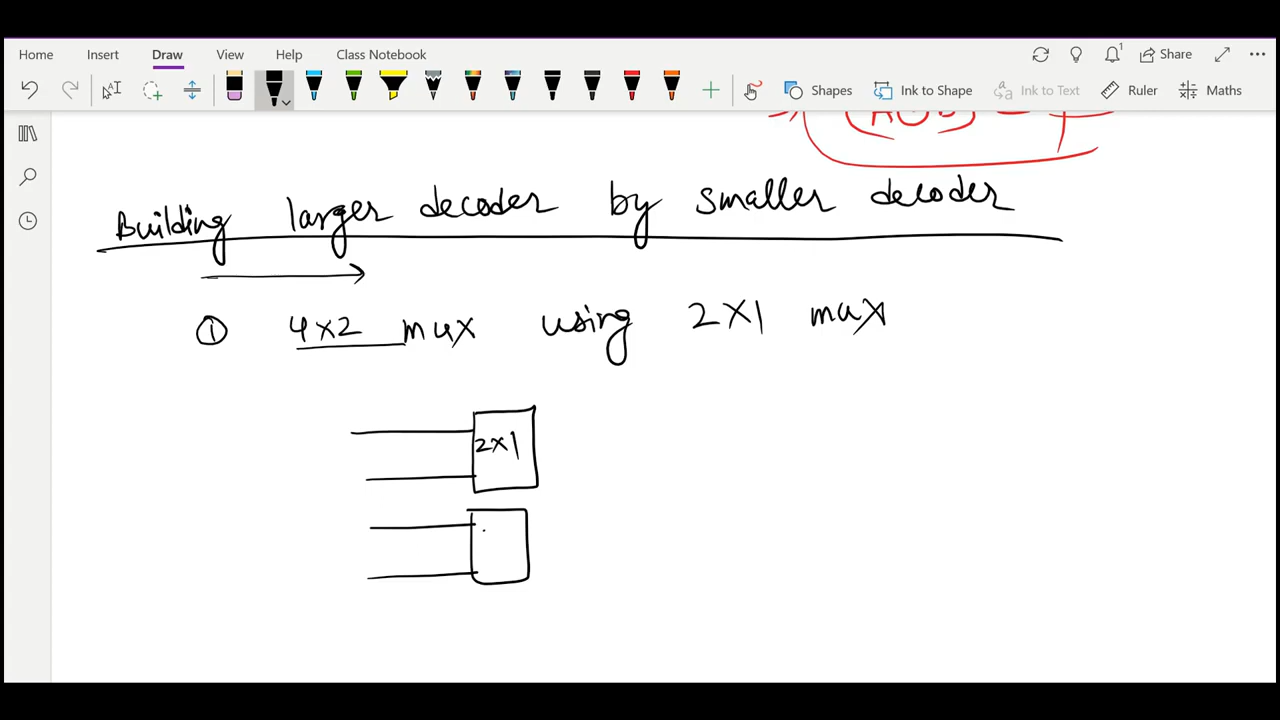 Home Insert Draw View Help Class Notebook 1 Share
Shapes Ink to Shape Ink to Text Ruler Maths
Building larger decoder by smaller decoder
① 4x2 mux using 2X1 mux
2x1